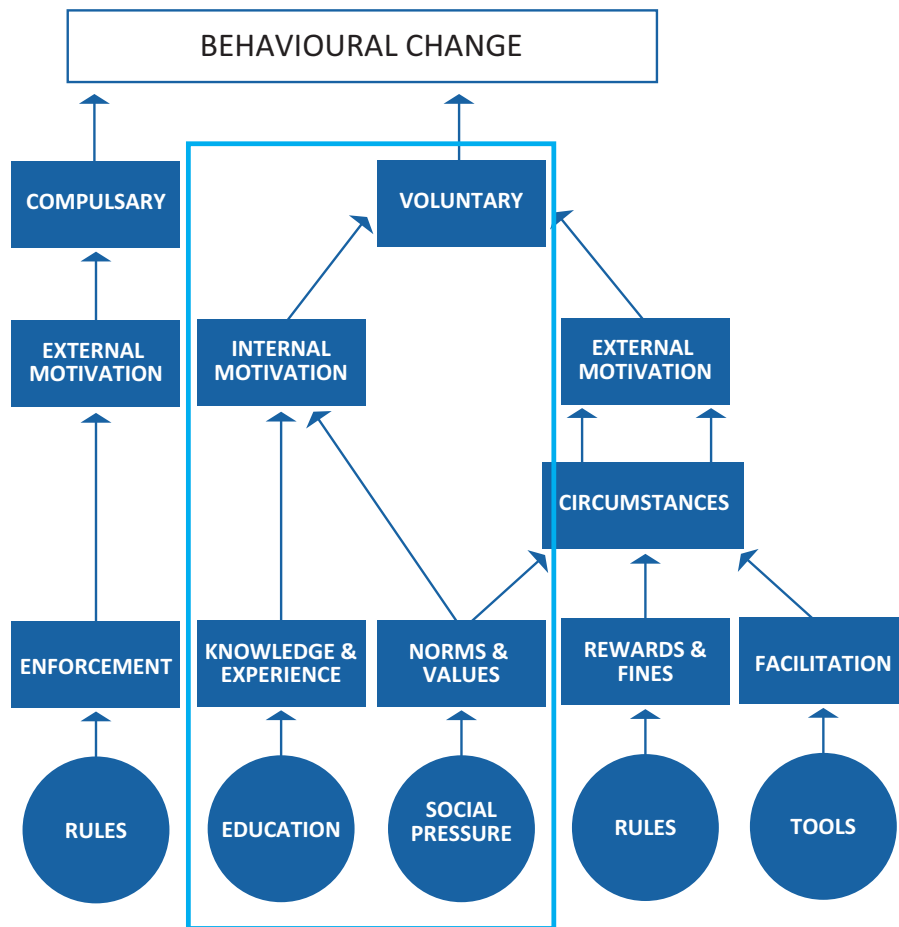 BEHAVIOURAL CHANGE
COMPULSARY
VOLUNTARY
EXTERNAL
MOTIVATION
INTERNAL
MOTIVATION
EXTERNAL
MOTIVATION
CIRCUMSTANCES
ENFORCEMENT
KNOWLEDGE &
EXPERIENCE
NORMS &
VALUES
REWARDS &
FINES
FACILITATION
RULES
EDUCATION
SOCIAL
PRESSURE
RULES
TOOLS